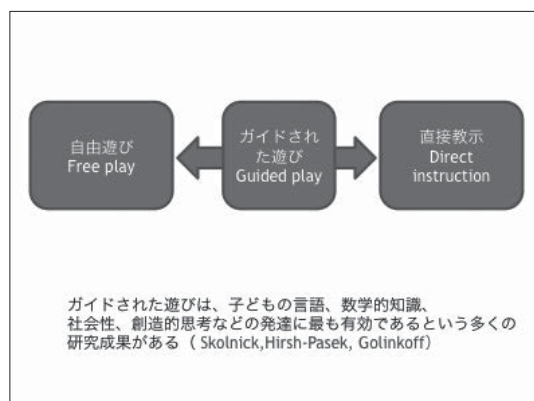 自由遊び
Free play
ガイドされ
た遊び
Guided play
直接教示
Direct
instruction
ガイドされた遊びは、子どもの言語、数学的知識、
社会性、創造的思考などの発達に最も有効であるという多くの
研究成果がある（ Skolnick,Hirsh-Pasek, Golinkoff）